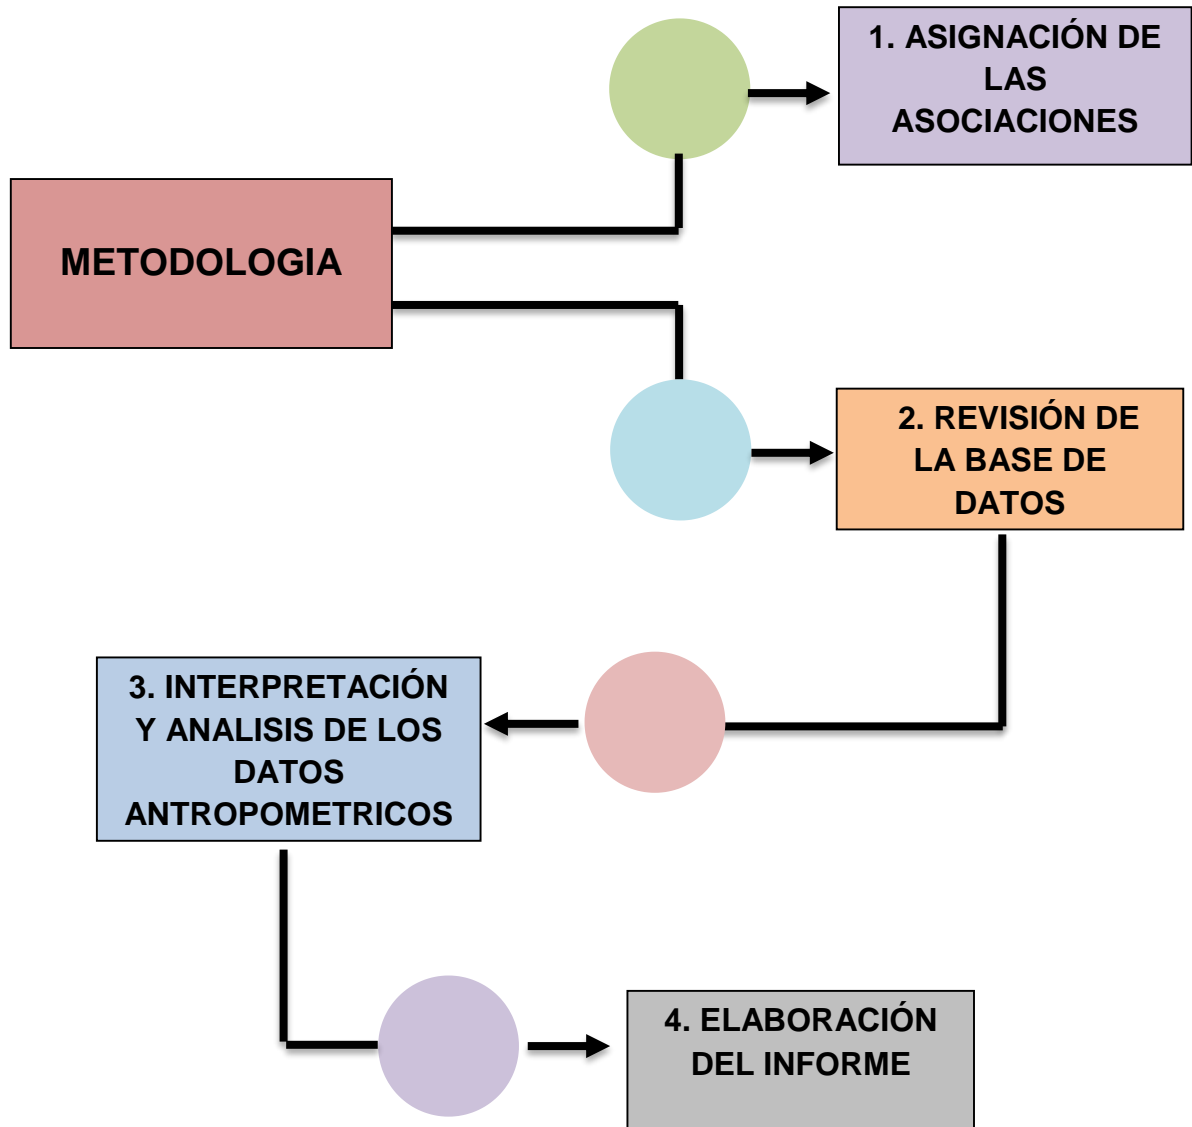 1. ASIGNACIÓN DE
LAS
ASOCIACIONES
METODOLOGIA
2. REVISIÓN DE
LA BASE DE
DATOS
3. INTERPRETACIÓN
Y ANALISIS DE LOS
DATOS
ANTROPOMETRICOS
4. ELABORACIÓN
DEL INFORME